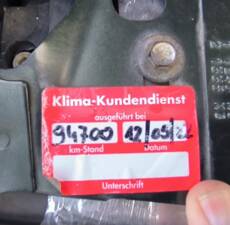 Klima-Kundendienst
ausgeführt bei
94700 12/05/22
km-Stand Datum
Unterschrift